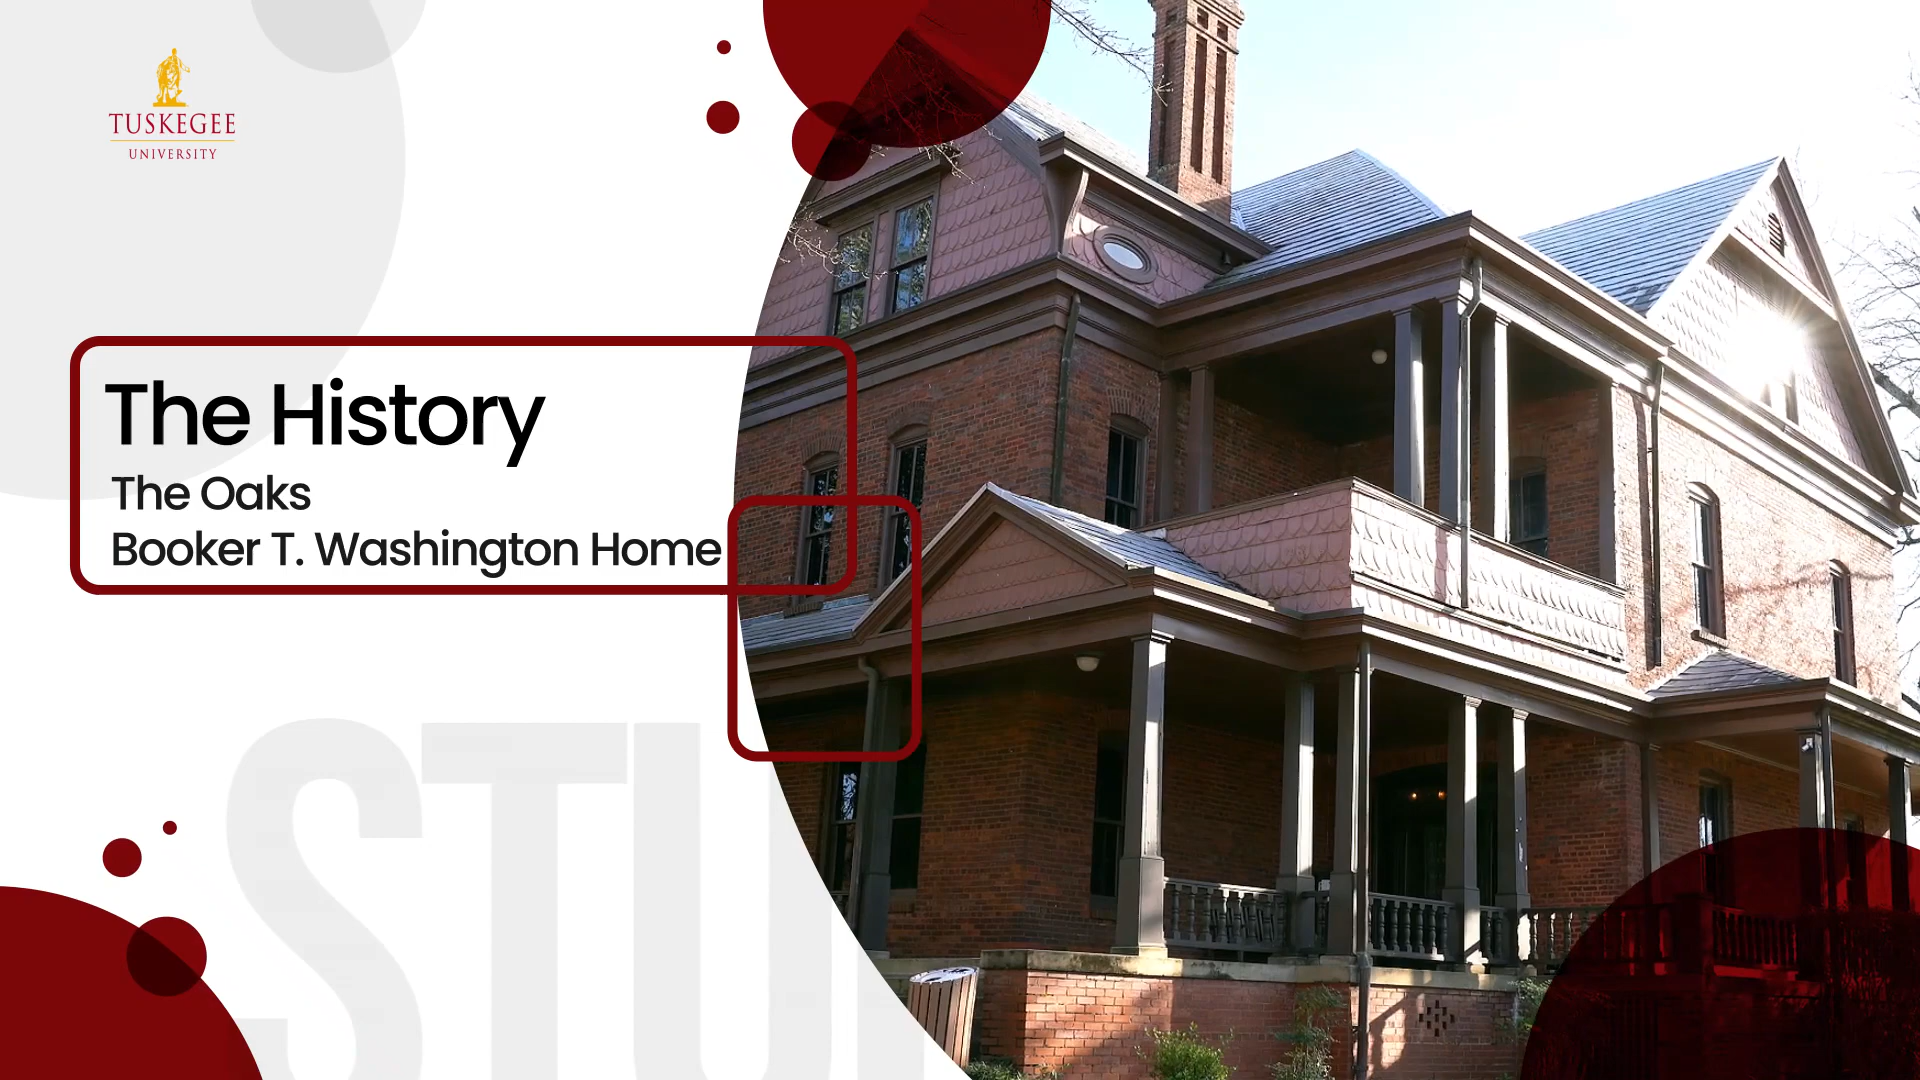 TUSKEGEE
UNIVERSITY
The History
The Oaks
Booker T. Washington Home